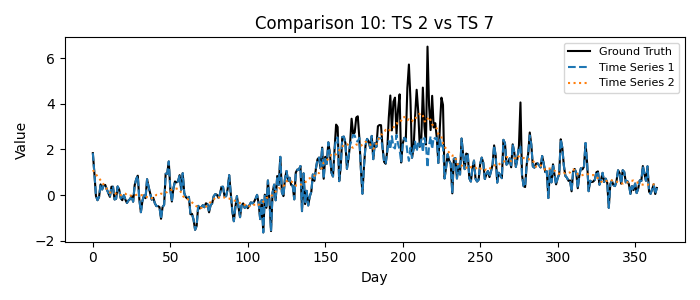 Comparison 10: TS 2 vs TS 7
Value
6
4
2
0
−2
Ground Truth
Time Series 1
Time Series 2
0
50
100
150
200
250
300
350
Day